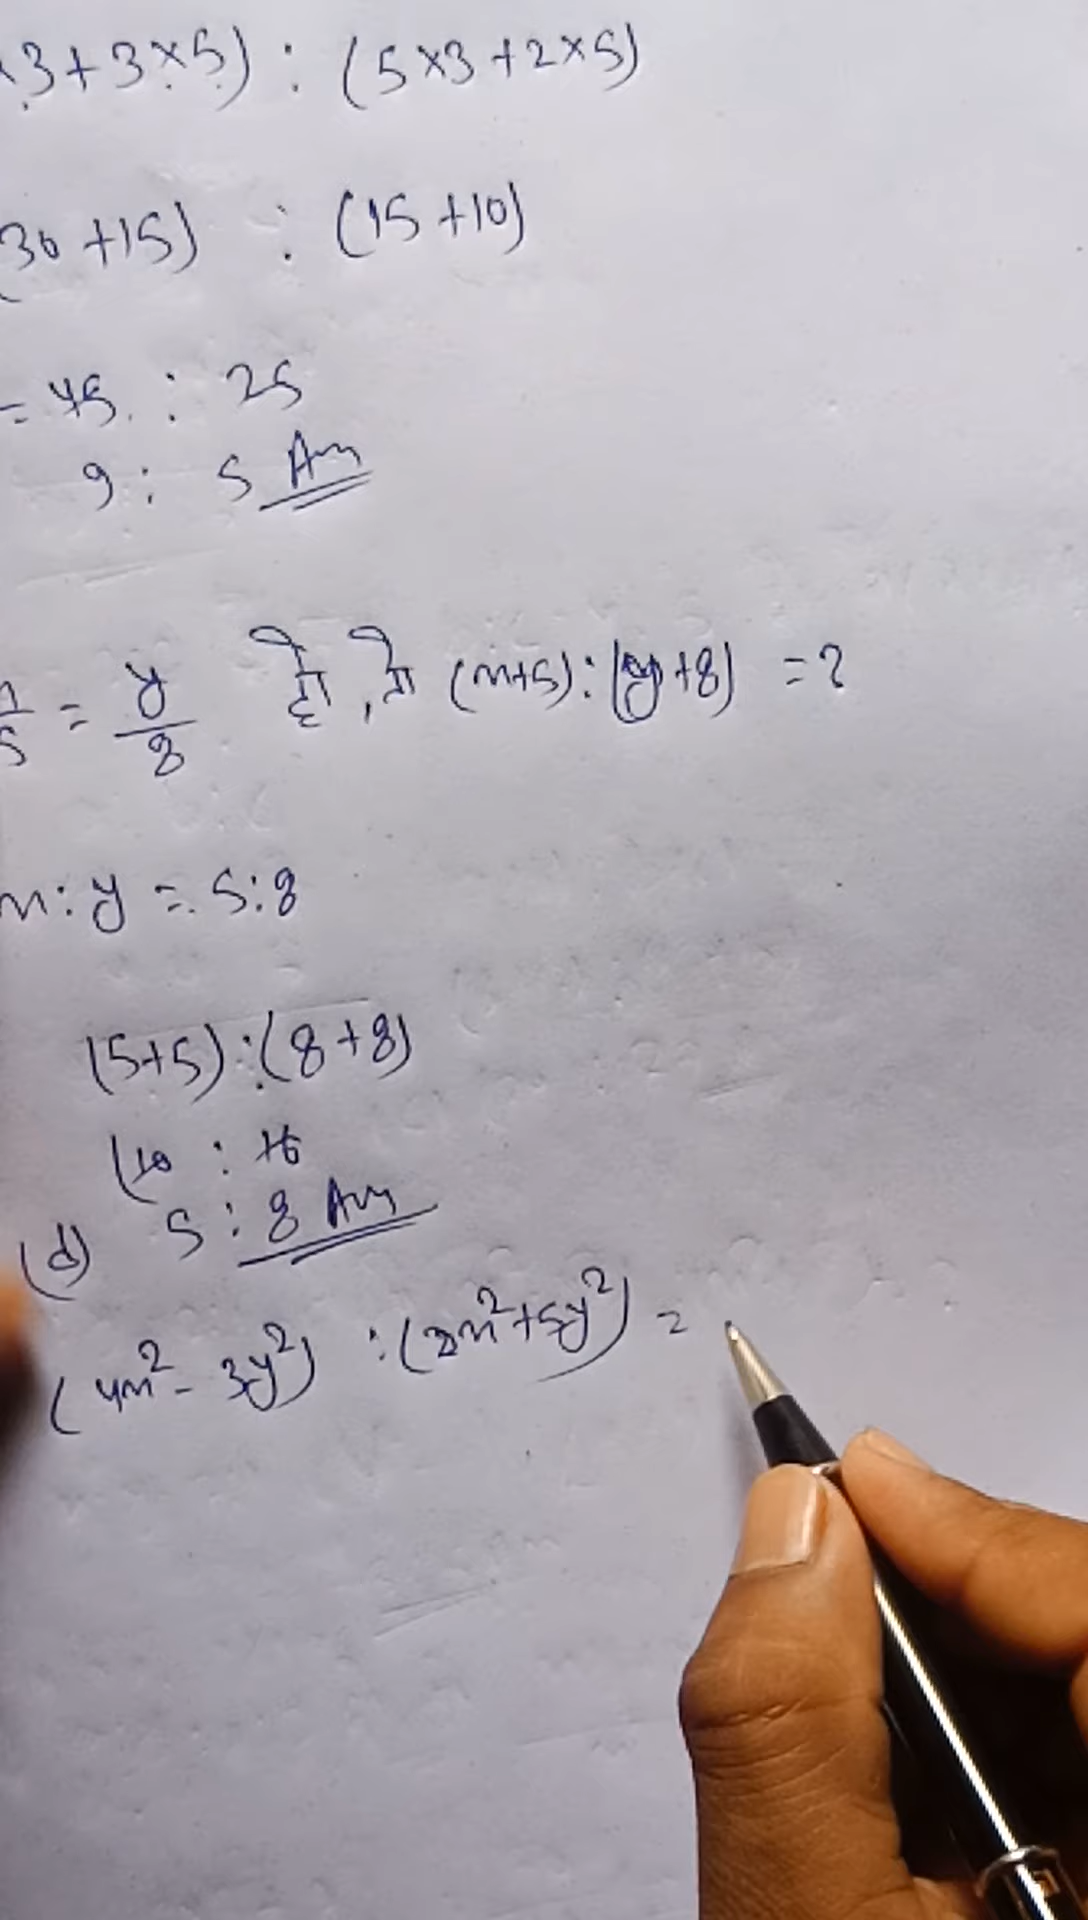 3+3×5) : (5×3+2×5)
(30+15) : (15+10)
= 45 : 25
9 : 5 Ans
x/5 = y/8 हो, तो (x+5):(y+8) = ?
x:y = 5:8
(5+5):(8+8)
(10 : 16
5 : 8 Ans
(d)
(4x²- 3y²) : (2x²+5y²) =